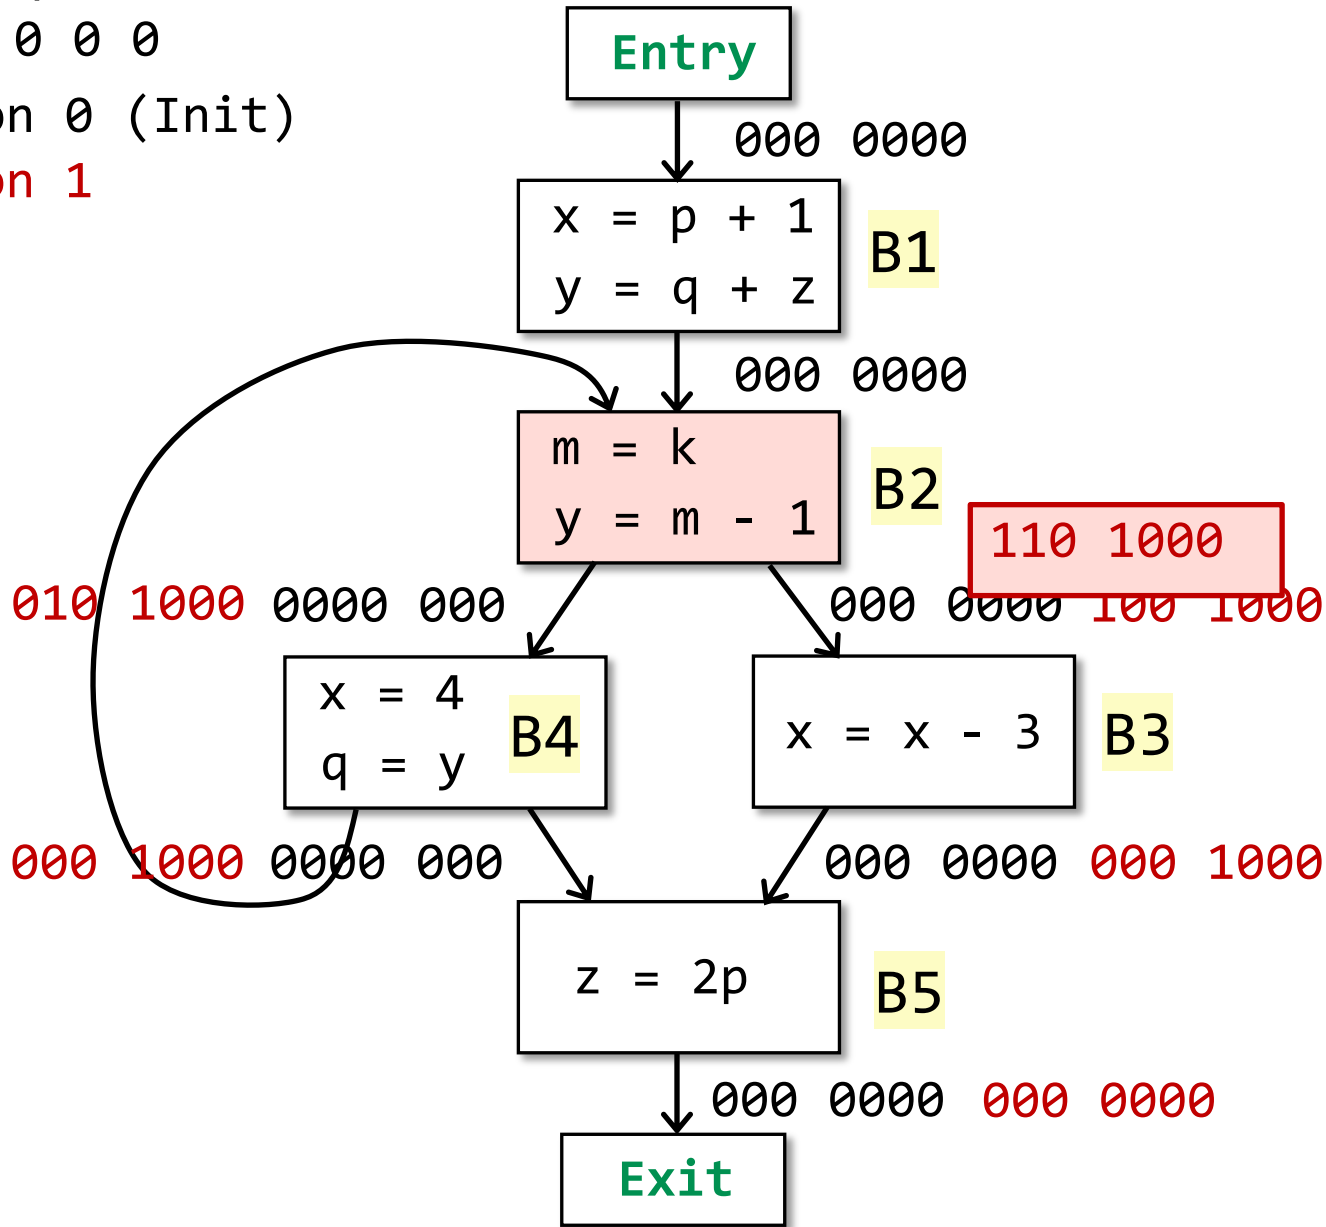 0 0 0
on 0 (Init)
on 1
Entry
000 0000
x = p + 1
y = q + z
B1
000 0000
m = k
y = m - 1
B2
110 1000
010 1000 0000 000
000 0000 100 1000
x = 4
q = y
B4
x = x - 3
B3
000 1000 0000 000
000 0000 000 1000
z = 2p
B5
000 0000 000 0000
Exit